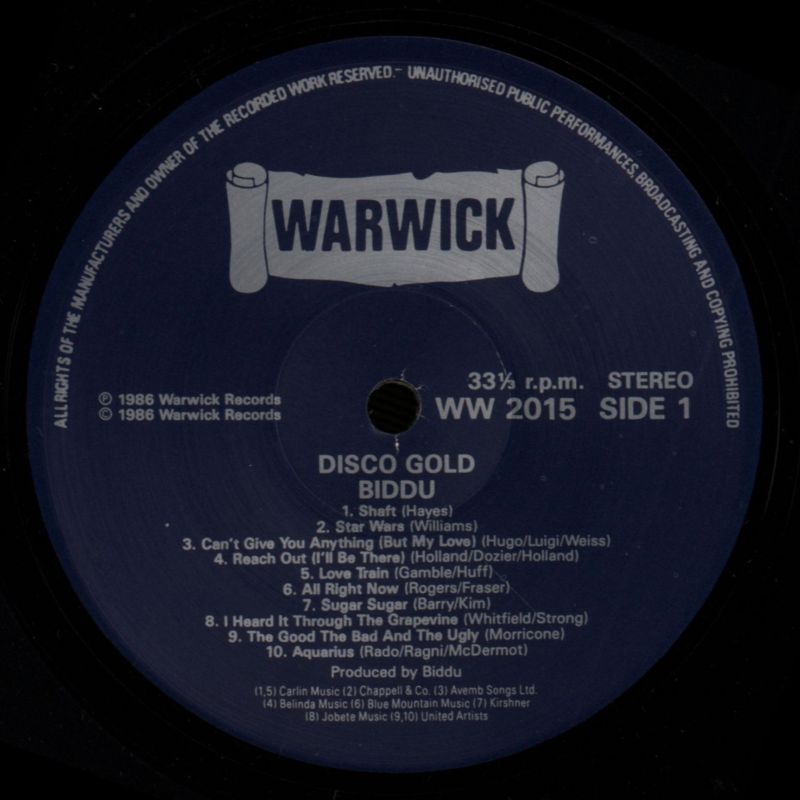 ALL RIGHTS OF THE MANUFACTURERS AND OWNER OF THE RECORDED WORK RESERVED.- UNAUTHORISED PUBLIC PERFORMANCES, BROADCASTING AND COPYING PROHIBITED
WARWICK
33⅓ r.p.m. STEREO
℗ 1986 Warwick Records
© 1986 Warwick Records
WW 2015 SIDE 1
DISCO GOLD
BIDDU
1. Shaft (Hayes)
2. Star Wars (Williams)
3. Can't Give You Anything (But My Love) (Hugo/Luigi/Weiss)
4. Reach Out (I'll Be There) (Holland/Dozier/Holland)
5. Love Train (Gamble/Huff)
6. All Right Now (Rogers/Fraser)
7. Sugar Sugar (Barry/Kim)
8. I Heard It Through The Grapevine (Whitfield/Strong)
9. The Good The Bad And The Ugly (Morricone)
10. Aquarius (Rado/Ragni/McDermot)
Produced by Biddu
(1,5) Carlin Music (2) Chappell & Co. (3) Avemb Songs Ltd.
(4) Belinda Music (6) Blue Mountain Music (7) Kirshner
(8) Jobete Music (9,10) United Artists